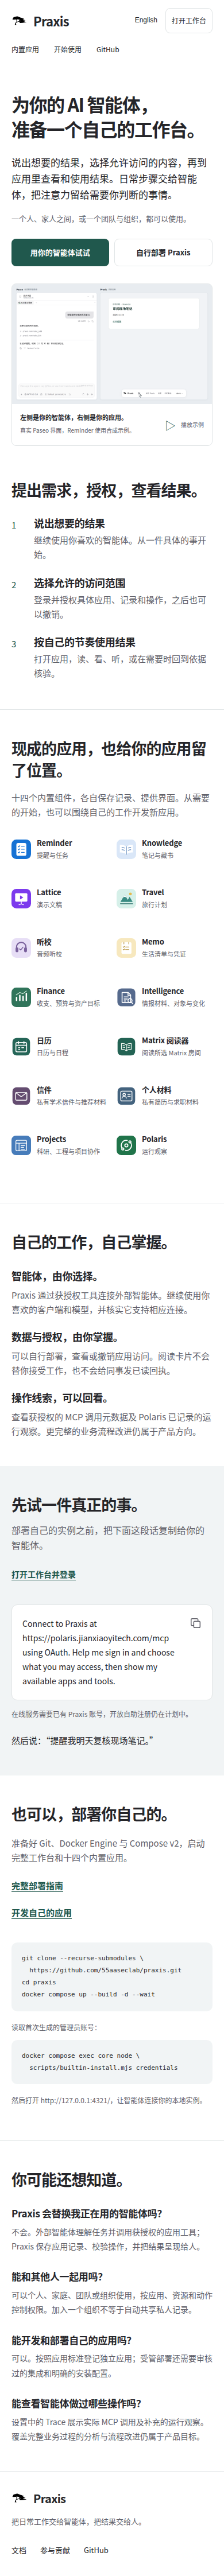 Praxis
English
打开工作台
内置应用
开始使用
GitHub
为你的 AI 智能体，
准备一个自己的工作台。
说出想要的结果，选择允许访问的内容，再到
应用里查看和使用结果。日常步骤交给智能
体，把注意力留给需要你判断的事情。
一个人、家人之间，或一个团队与组织，都可以使用。
用你的智能体试试
自行部署 Praxis
左侧是你的智能体，右侧是你的应用。
真实 Paseo 界面，Reminder 使用合成示例。
播放示例
提出需求，授权，查看结果。
1
说出想要的结果
继续使用你喜欢的智能体。从一件具体的事开
始。
2
选择允许的访问范围
登录并授权具体应用、记录和操作，之后也可
以撤销。
3
按自己的节奏使用结果
打开应用，读、看、听，或在需要时回到依据
核验。
现成的应用，也给你的应用留
了位置。
十四个内置组件，各自保存记录、提供界面。从需要
的开始，也可以围绕自己的工作开发新应用。
Reminder
提醒与任务
Knowledge
笔记与藏书
Lattice
演示文稿
Travel
旅行计划
听校
音频听校
Memo
生活清单与凭证
Finance
收支、预算与资产目标
Intelligence
情报材料、对象与变化
日历
日历与日程
Matrix 阅读器
阅读所选 Matrix 房间
信件
私有学术信件与推荐材料
个人材料
私有简历与求职材料
Projects
科研、工程与项目协作
Polaris
运行观察
自己的工作，自己掌握。
智能体，由你选择。
Praxis 通过获授权工具连接外部智能体。继续使用你
喜欢的客户端和模型，并核实它支持相应连接。
数据与授权，由你掌握。
可以自行部署，查看或撤销应用访问。阅读卡片不会
替你接受工作，也不会给同事发已读回执。
操作线索，可以回看。
查看获授权的 MCP 调用元数据及 Polaris 已记录的运
行观察。更完整的业务流程改进仍属于产品方向。
先试一件真正的事。
部署自己的实例之前，把下面这段话复制给你的
智能体。
打开工作台并登录
Connect to Praxis at
https://polaris.jianxiaoyitech.com/mcp
using OAuth. Help me sign in and choose
what you may access, then show my
available apps and tools.
在线服务需要已有 Praxis 账号，开放自助注册仍在计划中。
然后说：“提醒我明天复核现场笔记。”
也可以，部署你自己的。
准备好 Git、Docker Engine 与 Compose v2，启动
完整工作台和十四个内置应用。
完整部署指南
开发自己的应用
git clone --recurse-submodules \
https://github.com/55aaseclab/praxis.git
cd praxis
docker compose up --build -d --wait
读取首次生成的管理员账号：
docker compose exec core node \
scripts/builtin-install.mjs credentials
然后打开 http://127.0.0.1:4321/，让智能体连接你的本地实例。
你可能还想知道。
Praxis 会替换我正在用的智能体吗？
不会。外部智能体理解任务并调用获授权的应用工具；
Praxis 保存应用记录、校验操作，并把结果呈现给人。
能和其他人一起用吗？
可以个人、家庭、团队或组织使用，按应用、资源和动作
控制权限。加入一个组织不等于自动共享私人记录。
能开发和部署自己的应用吗？
可以。按照应用标准登记独立应用；受管部署还需要审核
过的集成和明确的安装配置。
能查看智能体做过哪些操作吗？
设置中的 Trace 展示实际 MCP 调用及补充的运行观察。
覆盖完整业务过程的分析与流程改进仍属于产品目标。
Praxis
把日常工作交给智能体，把结果交给人。
文档
参与贡献
GitHub